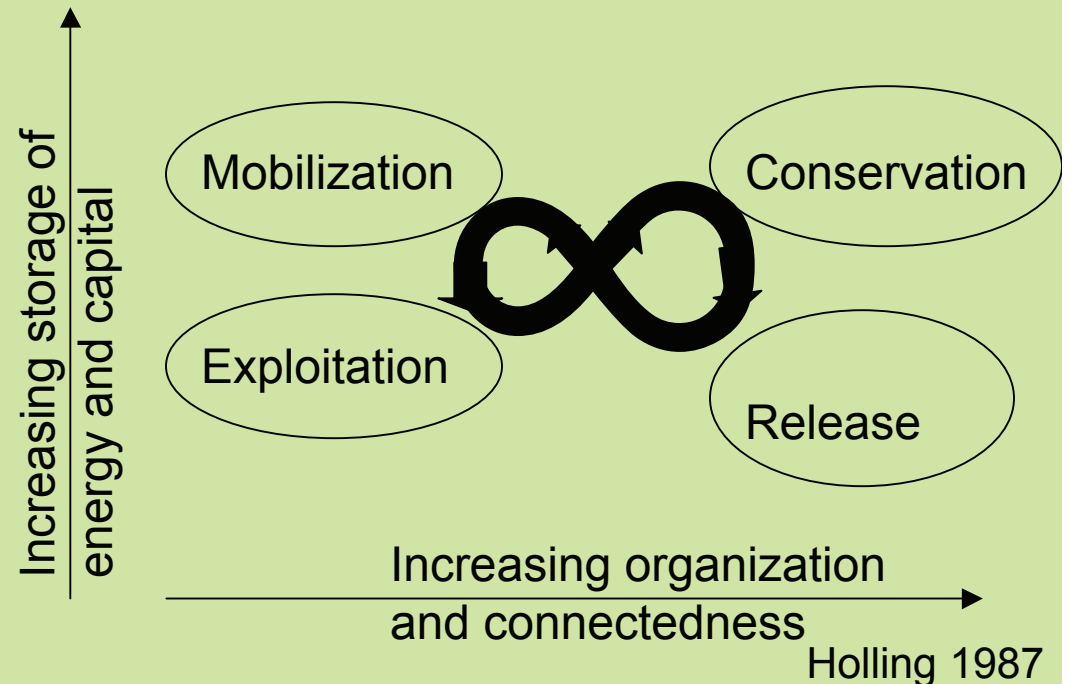 Increasing storage of
energy and capital
Mobilization
Conservation
Exploitation
Release
Increasing organization
and connectedness
Holling 1987